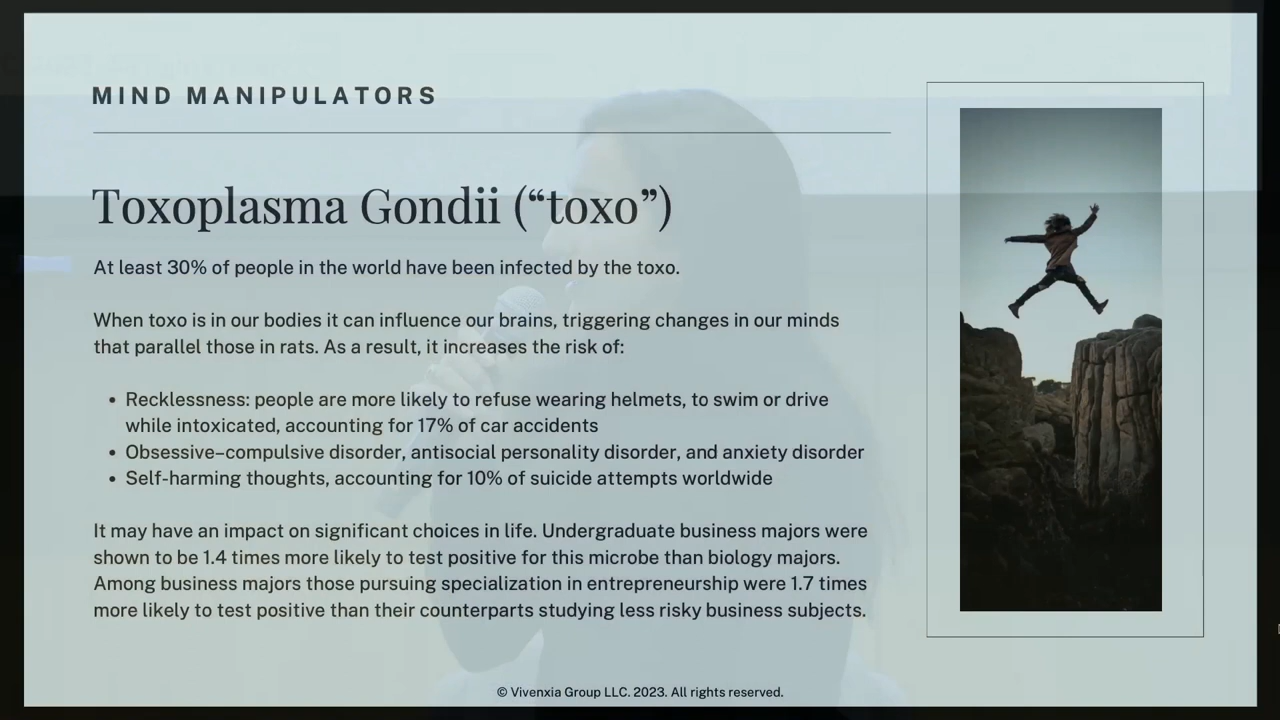 MIND MANIPULATORS
Toxoplasma Gondii (“toxo”)
At least 30% of people in the world have been infected by the toxo.
When toxo is in our bodies it can influence our brains, triggering changes in our minds
that parallel those in rats. As a result, it increases the risk of:
• Recklessness: people are more likely to refuse wearing helmets, to swim or drive
while intoxicated, accounting for 17% of car accidents
• Obsessive–compulsive disorder, antisocial personality disorder, and anxiety disorder
• Self-harming thoughts, accounting for 10% of suicide attempts worldwide
It may have an impact on significant choices in life. Undergraduate business majors were
shown to be 1.4 times more likely to test positive for this microbe than biology majors.
Among business majors those pursuing specialization in entrepreneurship were 1.7 times
more likely to test positive than their counterparts studying less risky business subjects.
© Vivenxia Group LLC. 2023. All rights reserved.